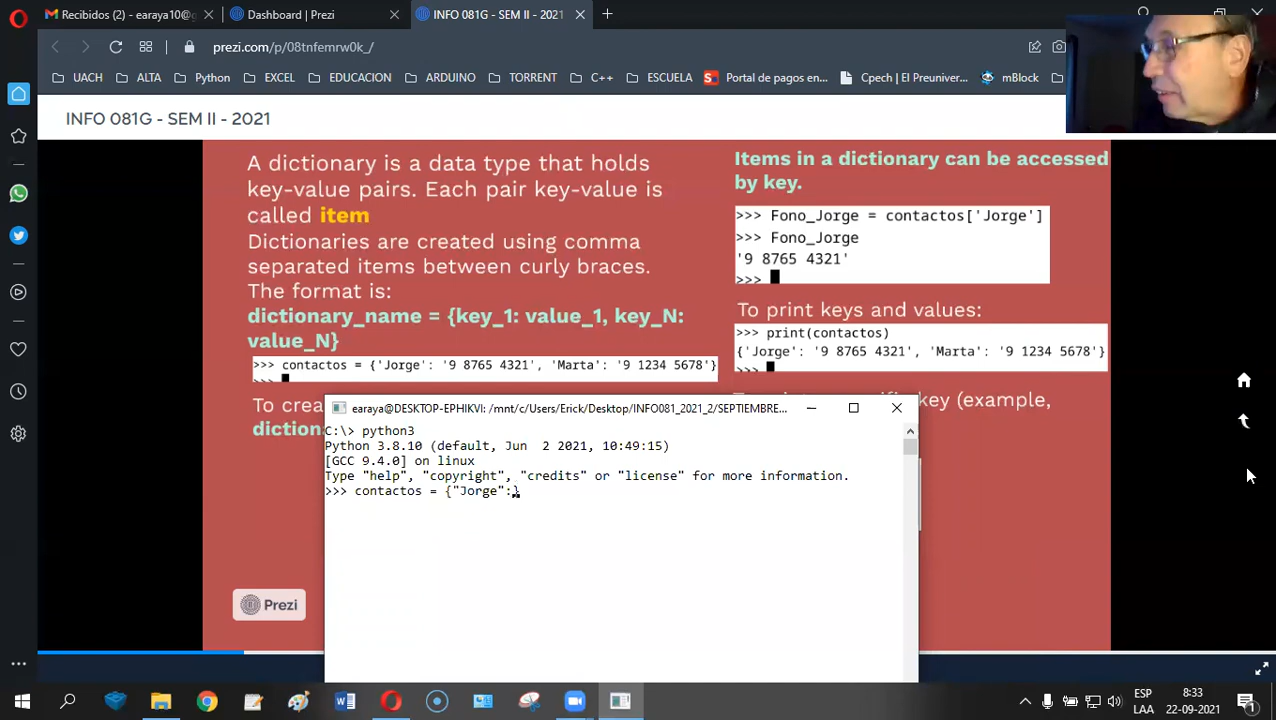 Recibidos (2) - earaya10@g
Dashboard | Prezi
INFO 081G - SEM II - 2021
prezi.com/p/08tnfemrw0k_/
UACH
ALTA
Python
EXCEL
EDUCACION
ARDUINO
TORRENT
C++
ESCUELA
Portal de pagos en...
Cpech | El Preuniver...
mBlock
INFO 081G - SEM II - 2021
A dictionary is a data type that holds
key-value pairs. Each pair key-value is
called item
Dictionaries are created using comma
separated items between curly braces.
The format is:
dictionary_name = {key_1: value_1, key_N:
value_N}
>>> contactos = {'Jorge': '9 8765 4321', 'Marta': '9 1234 5678'}
>>>
To crea
diction
Items in a dictionary can be accessed
by key.
>>> Fono_Jorge = contactos['Jorge']
>>> Fono_Jorge
'9 8765 4321'
>>>
To print keys and values:
>>> print(contactos)
{'Jorge': '9 8765 4321', 'Marta': '9 1234 5678'}
>>>
key (example,
earaya@DESKTOP-EPHIKVI: /mnt/c/Users/Erick/Desktop/INFO081_2021_2/SEPTIEMBRE...
C:\> python3
Python 3.8.10 (default, Jun  2 2021, 10:49:15)
[GCC 9.4.0] on linux
Type "help", "copyright", "credits" or "license" for more information.
>>> contactos = {"Jorge":}
Prezi
ESP
LAA
8:33
22-09-2021
1